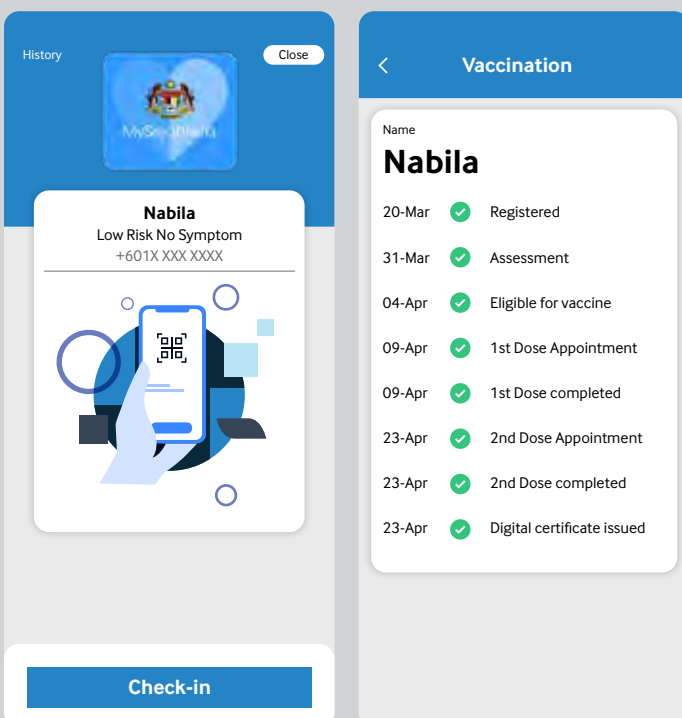 History
Close
MySejahtera
Nabila
Low Risk No Symptom
+601X XXX XXXX
Check-in
Vaccination
Name
Nabila
20-Mar Registered
31-Mar Assessment
04-Apr Eligible for vaccine
09-Apr 1st Dose Appointment
09-Apr 1st Dose completed
23-Apr 2nd Dose Appointment
23-Apr 2nd Dose completed
23-Apr Digital certificate issued